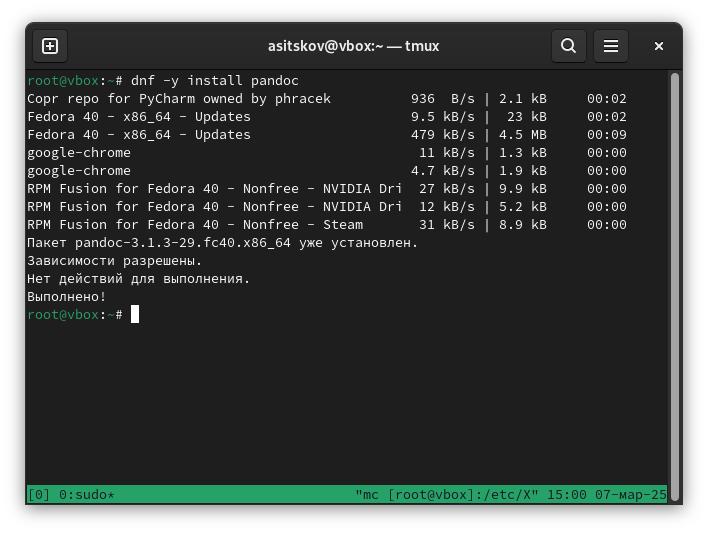 asitskov@vbox:~ — tmux
root@vbox:~# dnf -y install pandoc
Copr repo for PyCharm owned by phracek          936  B/s | 2.1 kB     00:02
Fedora 40 - x86_64 - Updates                    9.5 kB/s |  23 kB     00:02
Fedora 40 - x86_64 - Updates                    479 kB/s | 4.5 MB     00:09
google-chrome                                    11 kB/s | 1.3 kB     00:00
google-chrome                                   4.7 kB/s | 1.9 kB     00:00
RPM Fusion for Fedora 40 - Nonfree - NVIDIA Dri  27 kB/s | 9.9 kB     00:00
RPM Fusion for Fedora 40 - Nonfree - NVIDIA Dri  12 kB/s | 5.2 kB     00:00
RPM Fusion for Fedora 40 - Nonfree - Steam       31 kB/s | 8.9 kB     00:00
Пакет pandoc-3.1.3-29.fc40.x86_64 уже установлен.
Зависимости разрешены.
Нет действий для выполнения.
Выполнено!
root@vbox:~#
[0] 0:sudo* "mc [root@vbox]:/etc/X" 15:00 07-мар-25